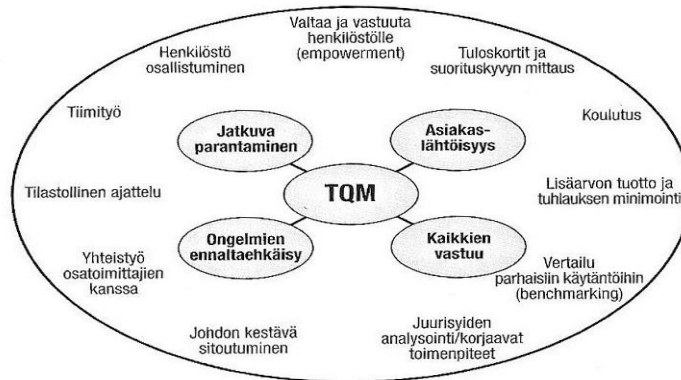 Valtaa ja vastuuta
henkilöstölle
(empowerment)
Henkilöstö
osallistuminen
Tuloskortit ja
suorituskyvyn mittaus
Tiimityö
Koulutus
Jatkuva
parantaminen
Asiakas-
lähtöisyys
Tilastollinen ajattelu
TQM
Lisäarvon tuotto ja
tuhlauksen minimointi
Ongelmien
ennaltaehkäisy
Kaikkien
vastuu
Yhteistyö
osatoimittajien
kanssa
Vertailu
parhaisiin käytäntöihin
(benchmarking)
Johdon kestävä
sitoutuminen
Juurisyiden
analysointi/korjaavat
toimenpiteet